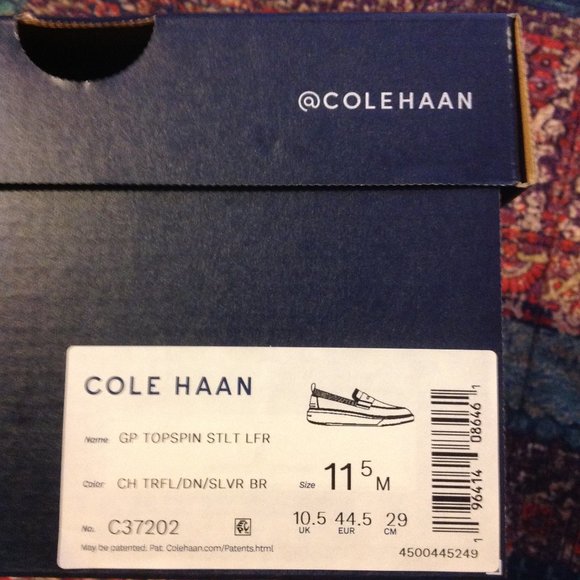 @COLEHAAN
COLE HAAN
Name GP TOPSPIN STLT LFR
Color CH TRFL/DN/SLVR BR
Size 11 5 M
No. C37202
10.5 44.5 29
UK EUR CM
May be patented. Pat. Colehaan.com/Patents.html
1 96414 08646 1
4500445249